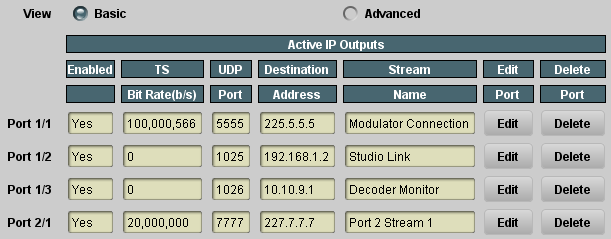 View Basic Advanced
Active IP Outputs
Enabled TS UDP Destination Stream Edit Delete
Bit Rate(b/s) Port Address Name Port Port
Port 1/1 Yes 100,000,566 5555 225.5.5.5 Modulator Connection Edit Delete
Port 1/2 Yes 0 1025 192.168.1.2 Studio Link Edit Delete
Port 1/3 Yes 0 1026 10.10.9.1 Decoder Monitor Edit Delete
Port 2/1 Yes 20,000,000 7777 227.7.7.7 Port 2 Stream 1 Edit Delete